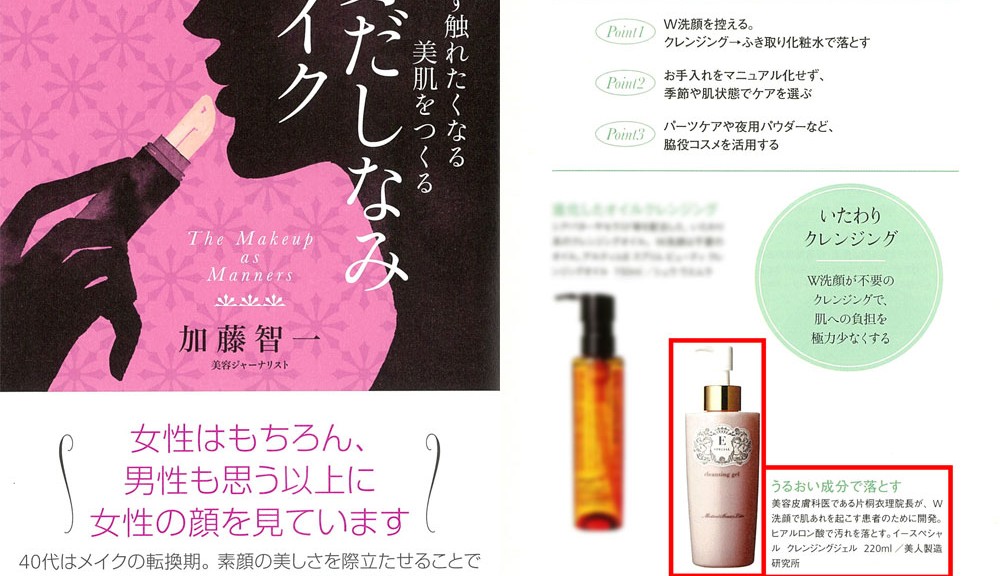 ず触れたくなる
美肌をつくる
だしなみ
イク
The Makeup
as
Manners
加藤智一
美容ジャーナリスト
女性はもちろん、
男性も思う以上に
女性の顔を見ています
40代はメイクの転換期。素顔の美しさを際立たせることで
Point1
W洗顔を控える。
クレンジング→ふき取り化粧水で落とす
Point2
お手入れをマニュアル化せず、
季節や肌状態でケアを選ぶ
Point3
パーツケアや夜用パウダーなど、
脇役コスメを活用する
いたわり
クレンジング
W洗顔が不要の
クレンジングで、
肌への負担を
極力少なくする
E
cleansing gel
うるおい成分で落とす
美容皮膚科医である片桐衣理院長が、W
洗顔で肌あれを起こす患者のために開発。
ヒアルロン酸で汚れを落とす。イースペシャ
ル クレンジングジェル 220ml／美人製造
研究所